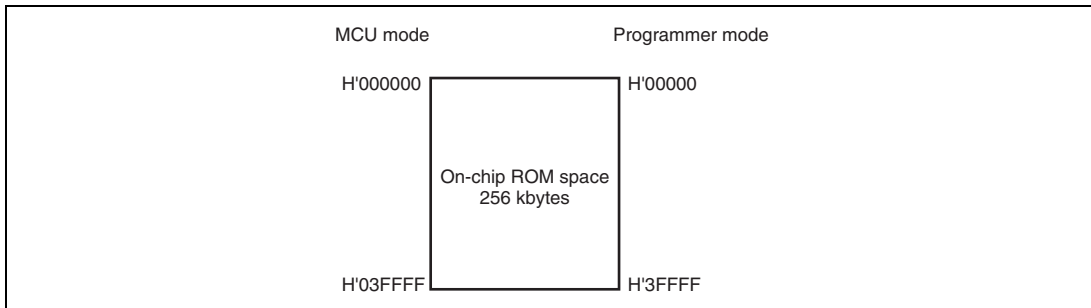 MCU mode Programmer mode
H'000000 H'00000
On-chip ROM space
256 kbytes
H'03FFFF H'3FFFF